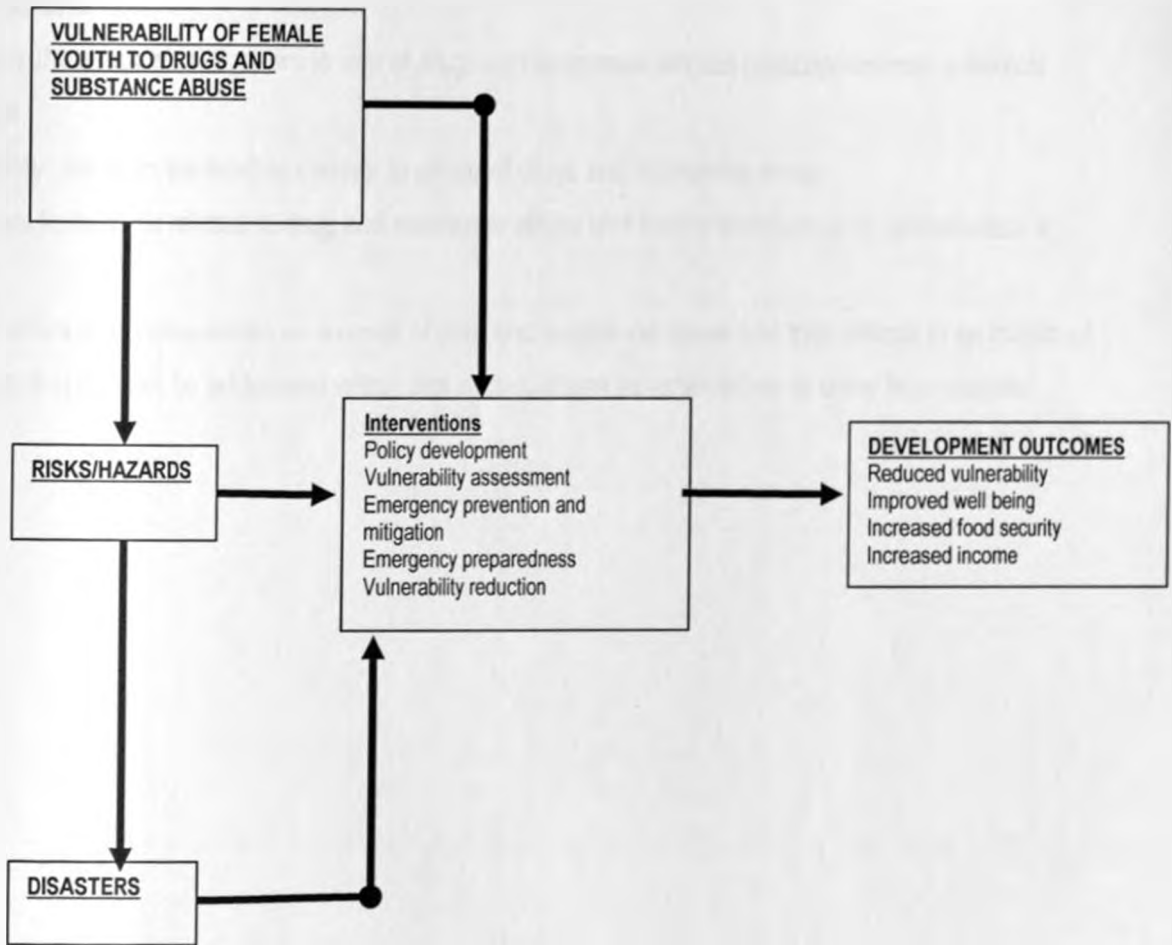 VULNERABILITY OF FEMALE
YOUTH TO DRUGS AND
SUBSTANCE ABUSE
RISKS/HAZARDS
Interventions
Policy development
Vulnerability assessment
Emergency prevention and
mitigation
Emergency preparedness
Vulnerability reduction
DEVELOPMENT OUTCOMES
Reduced vulnerability
Improved well being
Increased food security
Increased income
DISASTERS